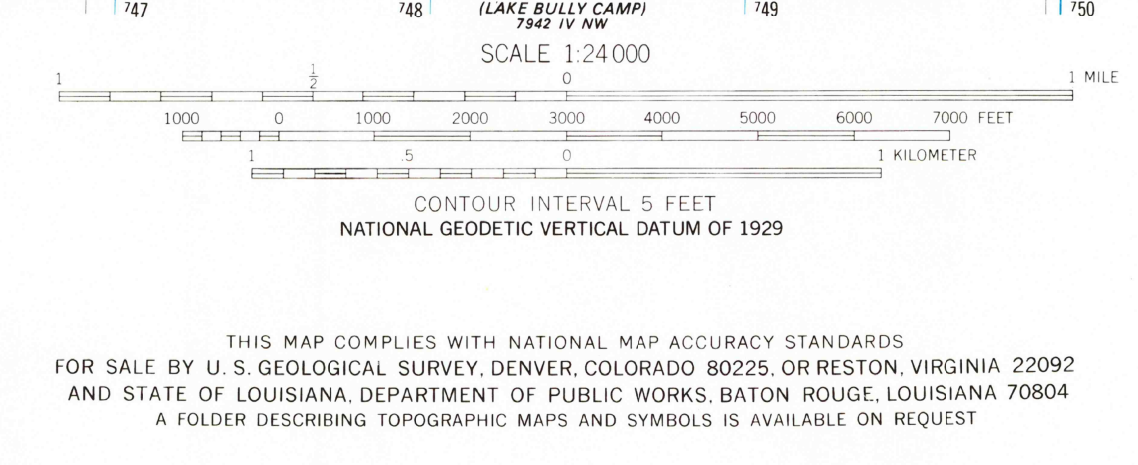 747 748 (LAKE BULLY CAMP) 749 750
7942 IV NW
SCALE 1:24 000
1 1/2 0 1 MILE
1000 0 1000 2000 3000 4000 5000 6000 7000 FEET
1 .5 0 1 KILOMETER
CONTOUR INTERVAL 5 FEET
NATIONAL GEODETIC VERTICAL DATUM OF 1929
THIS MAP COMPLIES WITH NATIONAL MAP ACCURACY STANDARDS
FOR SALE BY U. S. GEOLOGICAL SURVEY, DENVER, COLORADO 80225, OR RESTON, VIRGINIA 22092
AND STATE OF LOUISIANA, DEPARTMENT OF PUBLIC WORKS, BATON ROUGE, LOUISIANA 70804
A FOLDER DESCRIBING TOPOGRAPHIC MAPS AND SYMBOLS IS AVAILABLE ON REQUEST